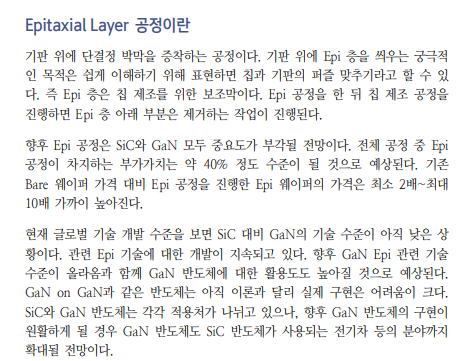 Epitaxial Layer 공정이란
기판 위에 단결정 박막을 증착하는 공정이다. 기판 위에 Epi 층을 씌우는 궁극적
인 목적은 쉽게 이해하기 위해 표현하면 칩과 기판의 퍼즐 맞추기라고 할 수 있
다. 즉 Epi 층은 칩 제조를 위한 보조막이다. Epi 공정을 한 뒤 칩 제조 공정을
진행하면 Epi 층 아래 부분은 제거하는 작업이 진행된다.
향후 Epi 공정은 SiC와 GaN 모두 중요도가 부각될 전망이다. 전체 공정 중 Epi
공정이 차지하는 부가가치는 약 40% 정도 수준이 될 것으로 예상된다. 기존
Bare 웨이퍼 가격 대비 Epi 공정을 진행한 Epi 웨이퍼의 가격은 최소 2배~최대
10배 가까이 높아진다.
현재 글로벌 기술 개발 수준을 보면 SiC 대비 GaN의 기술 수준이 아직 낮은 상
황이다. 관련 Epi 기술에 대한 개발이 지속되고 있다. 향후 GaN Epi 관련 기술
수준이 올라옴과 함께 GaN 반도체에 대한 활용도도 높아질 것으로 예상된다.
GaN on GaN과 같은 반도체는 아직 이론과 달리 실제 구현은 어려움이 크다.
SiC와 GaN 반도체는 각각 적용처가 나뉘고 있으나, 향후 GaN 반도체의 구현이
원활하게 될 경우 GaN 반도체도 SiC 반도체가 사용되는 전기차 등의 분야까지
확대될 전망이다.